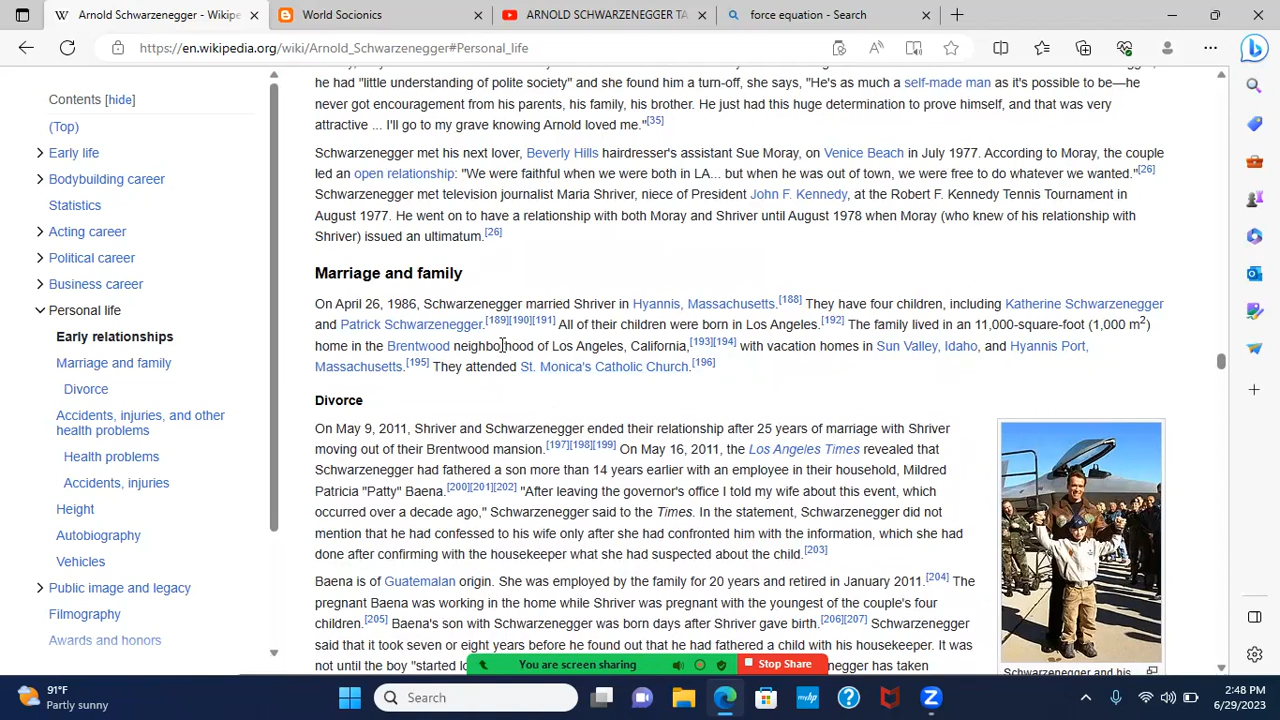 Arnold Schwarzenegger - Wikipe
World Socionics
ARNOLD SCHWARZENEGGER TA
force equation - Search
https://en.wikipedia.org/wiki/Arnold_Schwarzenegger#Personal_life
Contents [hide]
(Top)
Early life
Bodybuilding career
Statistics
Acting career
Political career
Business career
Personal life
Early relationships
Marriage and family
Divorce
Accidents, injuries, and other
health problems
Health problems
Accidents, injuries
Height
Autobiography
Vehicles
Public image and legacy
Filmography
Awards and honors
he had "little understanding of polite society" and she found him a turn-off, she says, "He's as much a self-made man as it's possible to be—he
never got encouragement from his parents, his family, his brother. He just had this huge determination to prove himself, and that was very
attractive ... I'll go to my grave knowing Arnold loved me."[35]
Schwarzenegger met his next lover, Beverly Hills hairdresser's assistant Sue Moray, on Venice Beach in July 1977. According to Moray, the couple
led an open relationship: "We were faithful when we were both in LA... but when he was out of town, we were free to do whatever we wanted."[26]
Schwarzenegger met television journalist Maria Shriver, niece of President John F. Kennedy, at the Robert F. Kennedy Tennis Tournament in
August 1977. He went on to have a relationship with both Moray and Shriver until August 1978 when Moray (who knew of his relationship with
Shriver) issued an ultimatum.[26]
Marriage and family
On April 26, 1986, Schwarzenegger married Shriver in Hyannis, Massachusetts.[188] They have four children, including Katherine Schwarzenegger
and Patrick Schwarzenegger.[189][190][191] All of their children were born in Los Angeles.[192] The family lived in an 11,000-square-foot (1,000 m2)
home in the Brentwood neighborhood of Los Angeles, California,[193][194] with vacation homes in Sun Valley, Idaho, and Hyannis Port,
Massachusetts.[195] They attended St. Monica's Catholic Church.[196]
Divorce
On May 9, 2011, Shriver and Schwarzenegger ended their relationship after 25 years of marriage with Shriver
moving out of their Brentwood mansion.[197][198][199] On May 16, 2011, the Los Angeles Times revealed that
Schwarzenegger had fathered a son more than 14 years earlier with an employee in their household, Mildred
Patricia "Patty" Baena.[200][201][202] "After leaving the governor's office I told my wife about this event, which
occurred over a decade ago," Schwarzenegger said to the Times. In the statement, Schwarzenegger did not
mention that he had confessed to his wife only after she had confronted him with the information, which she had
done after confirming with the housekeeper what she had suspected about the child.[203]
Baena is of Guatemalan origin. She was employed by the family for 20 years and retired in January 2011.[204] The
pregnant Baena was working in the home while Shriver was pregnant with the youngest of the couple's four
children.[205] Baena's son with Schwarzenegger was born days after Shriver gave birth.[206][207] Schwarzenegger
said that it took seven or eight years before he found out that he had fathered a child with his housekeeper. It was
not until the boy "started negger has taken
Schwarzenegger and his
You are screen sharing
Stop Share
91°F
Partly sunny
Search
2:48 PM
6/29/2023